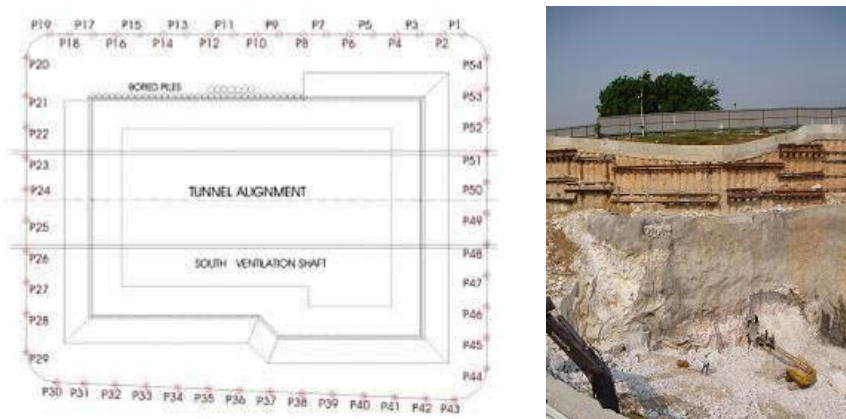 P19 P17 P15 P13 P11 P9 P7 P5 P3 P1
P18 P16 P14 P12 P10 P8 P6 P4 P2
P20
P54
BORED PILES
P21
P53
P22
P52
P23
P51
P24
TUNNEL ALIGNMENT
P50
P25
P49
P26
SOUTH VENTILATION SHAFT
P48
P27
P47
P28
P46
P29
P45
P44
P30 P31 P32 P33 P34 P35 P36 P37 P38 P39 P40 P41 P42 P43